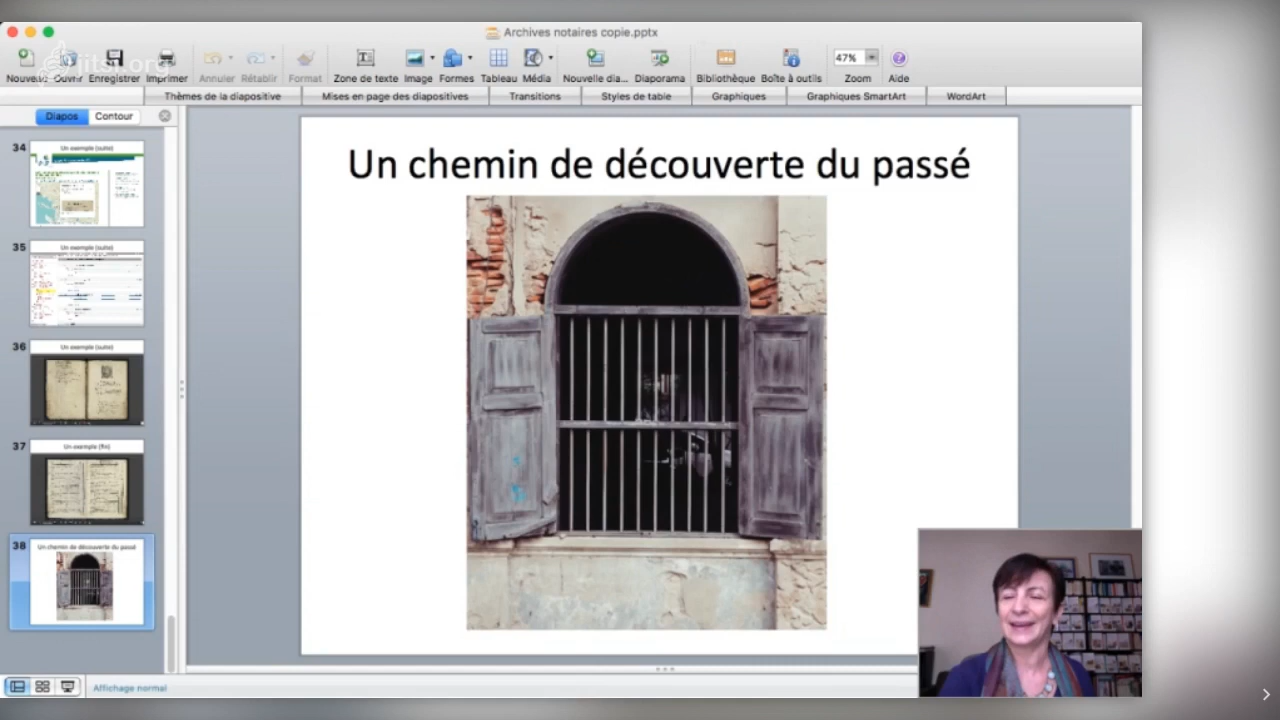 Archives notaires copie.pptx
jitsi.org
Nouveau Ouvrir Enregistrer Imprimer Annuler Rétablir Format Zone de texte Image Formes Tableau Média Nouvelle dia... Diaporama Bibliothèque Boîte à outils 47% Zoom Aide
Thèmes de la diapositive Mises en page des diapositives Transitions Styles de table Graphiques Graphiques SmartArt WordArt
Diapos Contour
34 Un exemple (suite)
35 Un exemple (suite)
36 Un exemple (suite)
37 Un exemple (fin)
38 Un chemin de découverte du passé
Un chemin de découverte du passé
Affichage normal